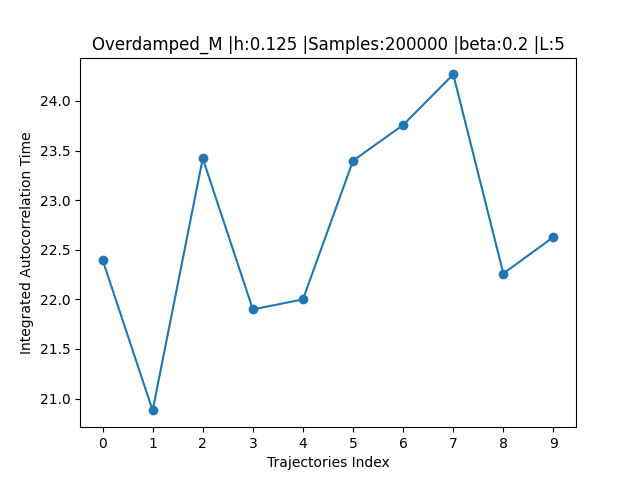 Overdamped_M |h:0.125 |Samples:200000 |beta:0.2 |L:5
24.0
23.5
23.0
22.5
22.0
21.5
21.0
Integrated Autocorrelation Time
0 1 2 3 4 5 6 7 8 9
Trajectories Index